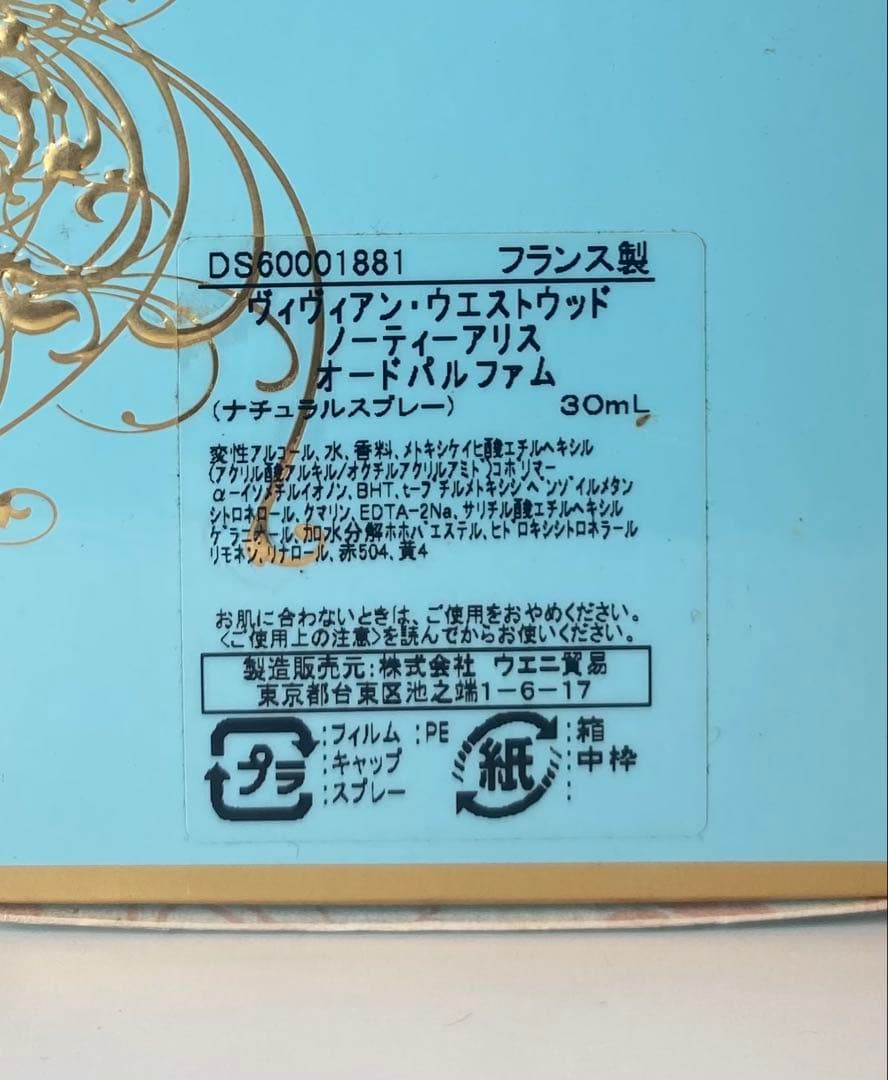 DS60001881 フランス製
ヴィヴィアン・ウエストウッド
ノーティーアリス
オードパルファム
(ナチュラルスプレー) 30mL
変性アルコール、水、香料、メトキシケイヒ酸エチルヘキシル
(アクリル酸アルキル/オクチルアクリルアミド)コポリマー
α-イソメチルイオノン、BHT、t-ブチルメトキシジベンゾイルメタン
シトロネロール、クマリン、EDTA-2Na、サリチル酸エチルヘキシル
ゲラニオール、加水分解ホホバエステル、ヒドロキシシトロネラール
リモネン、リナロール、赤504、黄4
お肌に合わないときは、ご使用をおやめください。
<ご使用上の注意>を読んでからお使いください。
製造販売元:株式会社 ウエニ貿易
東京都台東区池之端1-6-17
プラ
:フィルム :PE
:キャップ
:スプレー
紙
:箱
:中枠
: